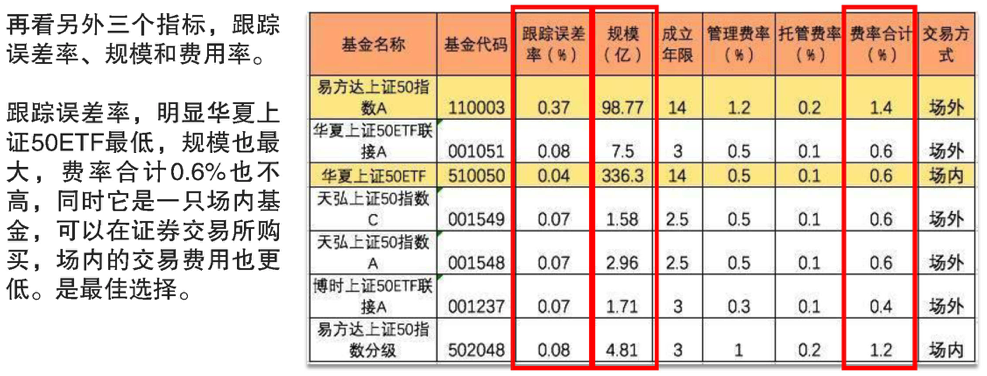 再看另外三个指标，跟踪
误差率、规模和费用率。
跟踪误差率，明显华夏上
证50ETF最低，规模也最
大，费率合计0.6%也不
高，同时它是一只场内基
金，可以在证券交易所购
买，场内的交易费用也更
低。是最佳选择。
基金名称 基金代码 跟踪误差率（%） 规模（亿） 成立年限 管理费率（%） 托管费率（%） 费率合计（%） 交易方式
易方达上证50指数A 110003 0.37 98.77 14 1.2 0.2 1.4 场外
华夏上证50ETF联接A 001051 0.08 7.5 3 0.5 0.1 0.6 场外
华夏上证50ETF 510050 0.04 336.3 14 0.5 0.1 0.6 场内
天弘上证50指数C 001549 0.07 1.58 2.5 0.5 0.1 0.6 场外
天弘上证50指数A 001548 0.07 2.96 2.5 0.5 0.1 0.6 场外
博时上证50ETF联接A 001237 0.07 1.71 3 0.3 0.1 0.4 场外
易方达上证50指数分级 502048 0.08 4.81 3 1 0.2 1.2 场内